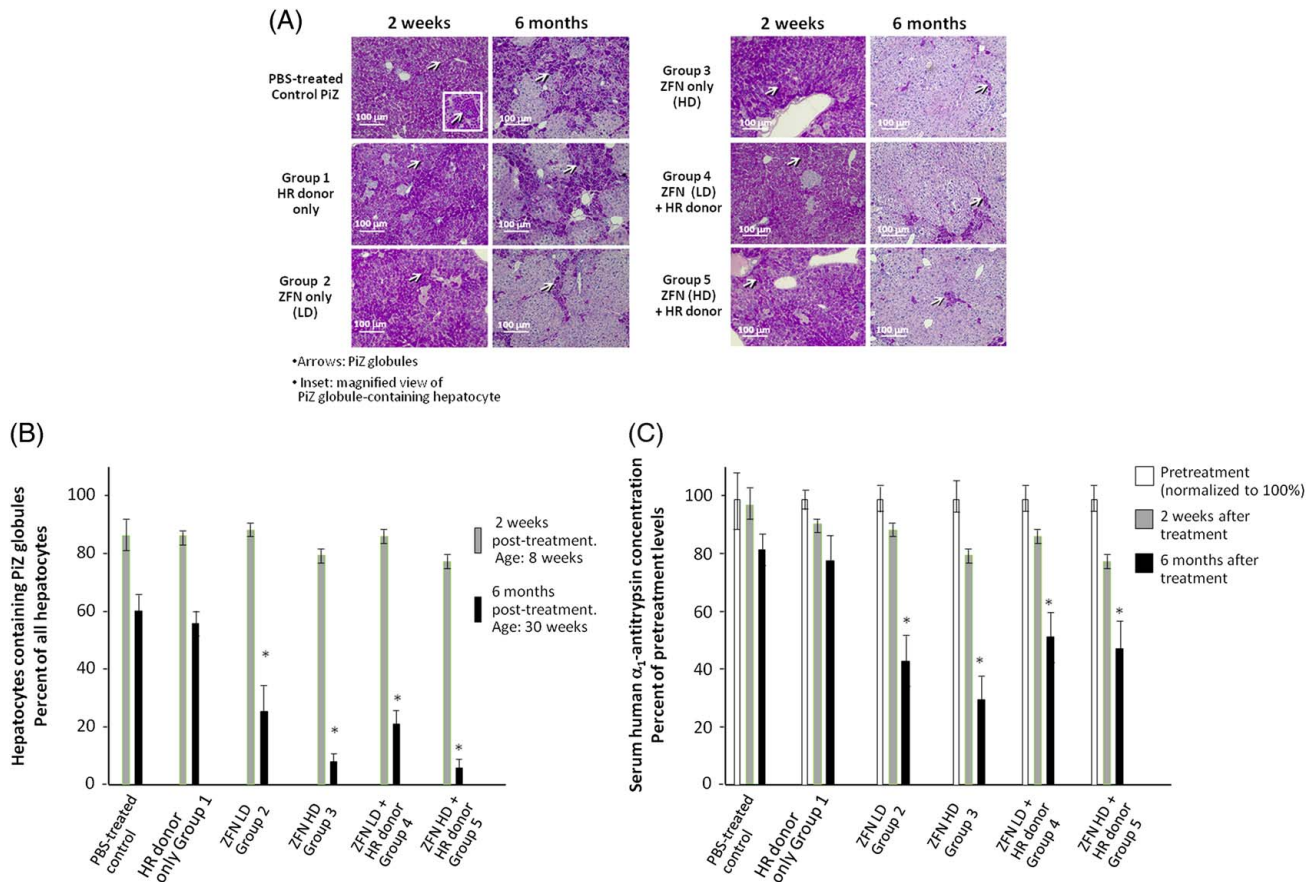 (A)
2 weeks
6 months
2 weeks
6 months
PBS-treated
Control PiZ
100 µm
100 µm
Group 1
HR donor
only
100 µm
100 µm
Group 2
ZFN only
(LD)
100 µm
100 µm
Group 3
ZFN only
(HD)
100 µm
100 µm
Group 4
ZFN (LD)
+ HR donor
100 µm
100 µm
Group 5
ZFN (HD)
+ HR donor
100 µm
100 µm
•Arrows: PiZ globules
• Inset: magnified view of
PiZ globule-containing hepatocyte
(B)
Hepatocytes containing PiZ globules
Percent of all hepatocytes
100
80
60
40
20
0
*
*
*
*
2 weeks
post-treatment.
Age: 8 weeks
6 months
post-treatment.
Age: 30 weeks
PBS-treated
control
HR donor
only Group 1
ZFN LD
Group 2
ZFN HD
Group 3
ZFN LD +
HR donor
Group 4
ZFN HD +
HR donor
Group 5
(C)
Serum human α₁-antitrypsin concentration
Percent of pretreatment levels
100
80
60
40
20
0
*
*
*
*
Pretreatment
(normalized to 100%)
2 weeks after
treatment
6 months after
treatment
PBS-treated
control
HR donor
only Group 1
ZFN LD
Group 2
ZFN HD
Group 3
ZFN LD +
HR donor
Group 4
ZFN HD +
HR donor
Group 5